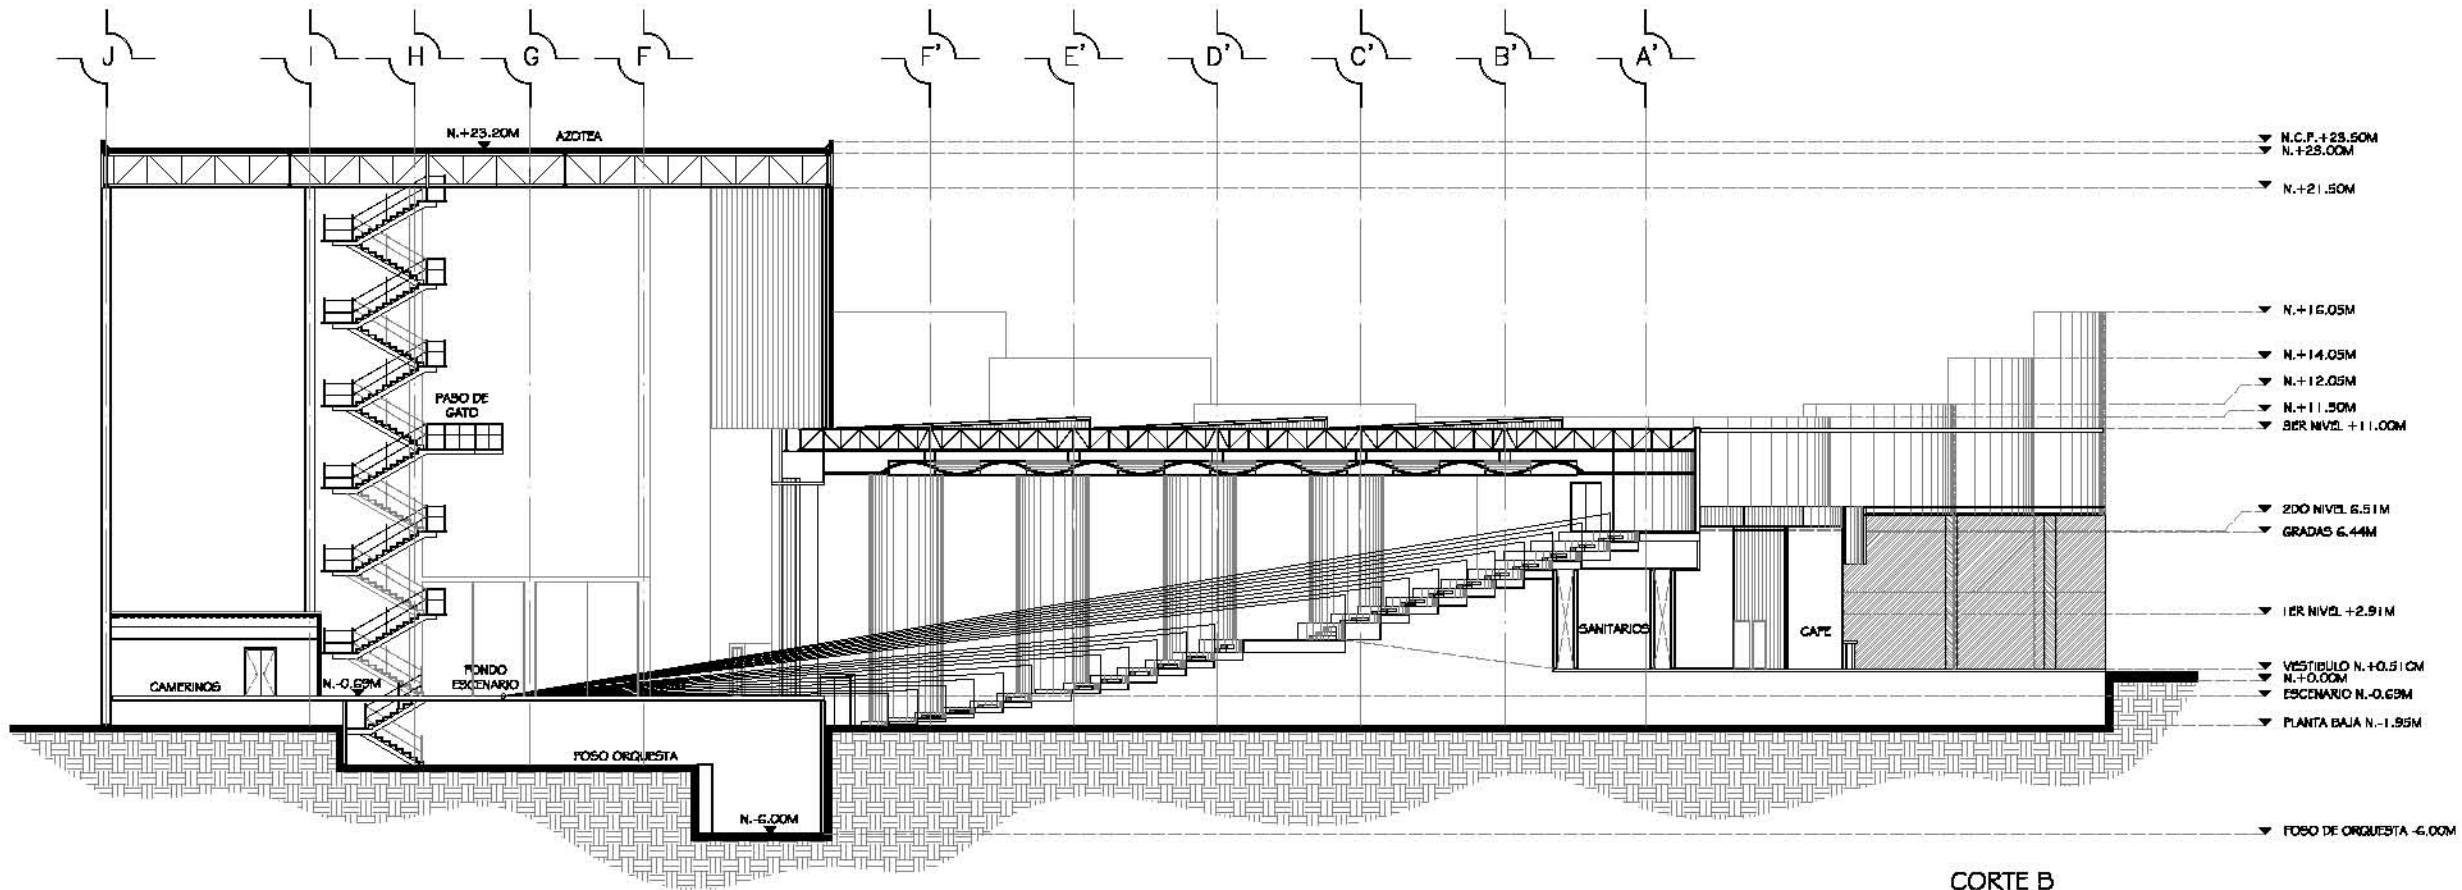 J I H G F F' E' D' C' B' A'
N.+23.20M AZOTEA
N.C.P.+23.50M
N.+23.00M
N.+21.50M
N.+16.05M
N.+14.05M
N.+12.05M
N.+11.50M
3ER NIVEL +11.00M
PASO DE
GATO
2DO NIVEL 6.51M
GRADAS 6.44M
1ER NIVEL +2.91M
SANITARIOS
CAFE
VESTIBULO N.+0.51CM
N.+0.00M
ESCENARIO N.-0.69M
PLANTA BAJA N.-1.95M
CAMERINOS
N.-0.69M
FONDO
ESCENARIO
FOSO ORQUESTA
N.-6.00M
FOSO DE ORQUESTA -6.00M
CORTE B